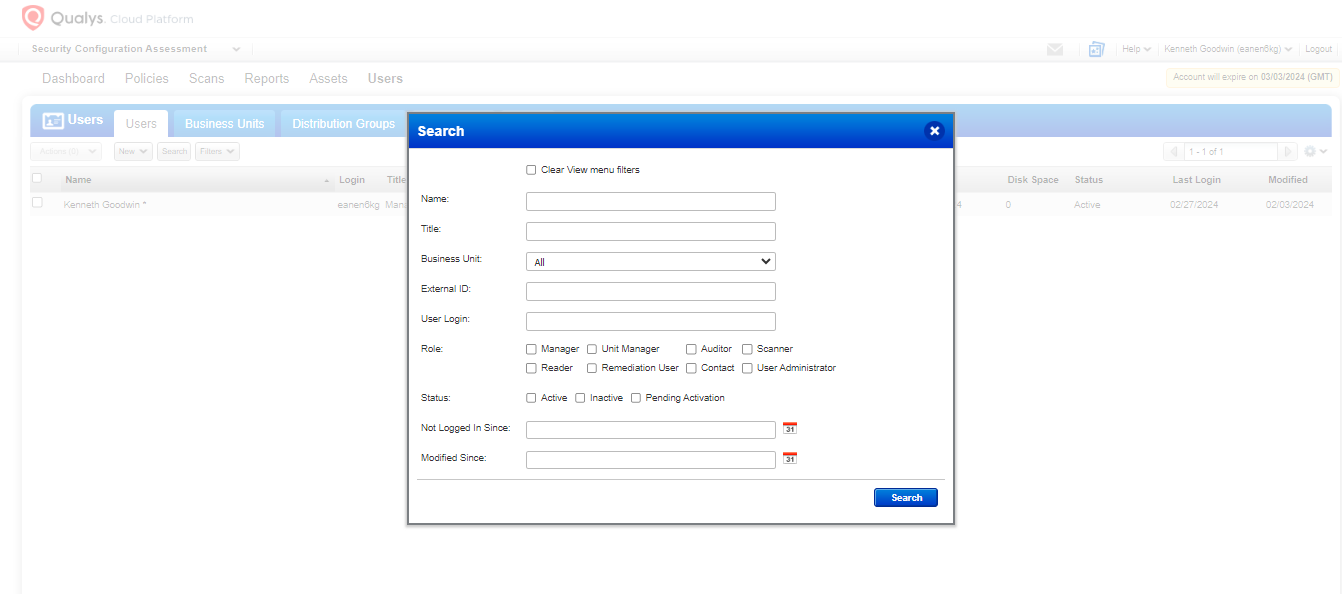 Qualys. Cloud Platform
Security Configuration Assessment
Help Kenneth Goodwin (eanen6kg) Logout
Dashboard Policies Scans Reports Assets Users
Account will expire on 03/03/2024 (GMT)
Users Users Business Units Distribution Groups
Actions (0) New Search Filters
1 - 1 of 1
Name Login Title Disk Space Status Last Login Modified
Kenneth Goodwin * eanen6kg 4 0 Active 02/27/2024 02/03/2024
Search
Clear View menu filters
Name:
Title:
Business Unit: All
External ID:
User Login:
Role: Manager Unit Manager Auditor Scanner
Reader Remediation User Contact User Administrator
Status: Active Inactive Pending Activation
Not Logged In Since: 31
Modified Since: 31
Search